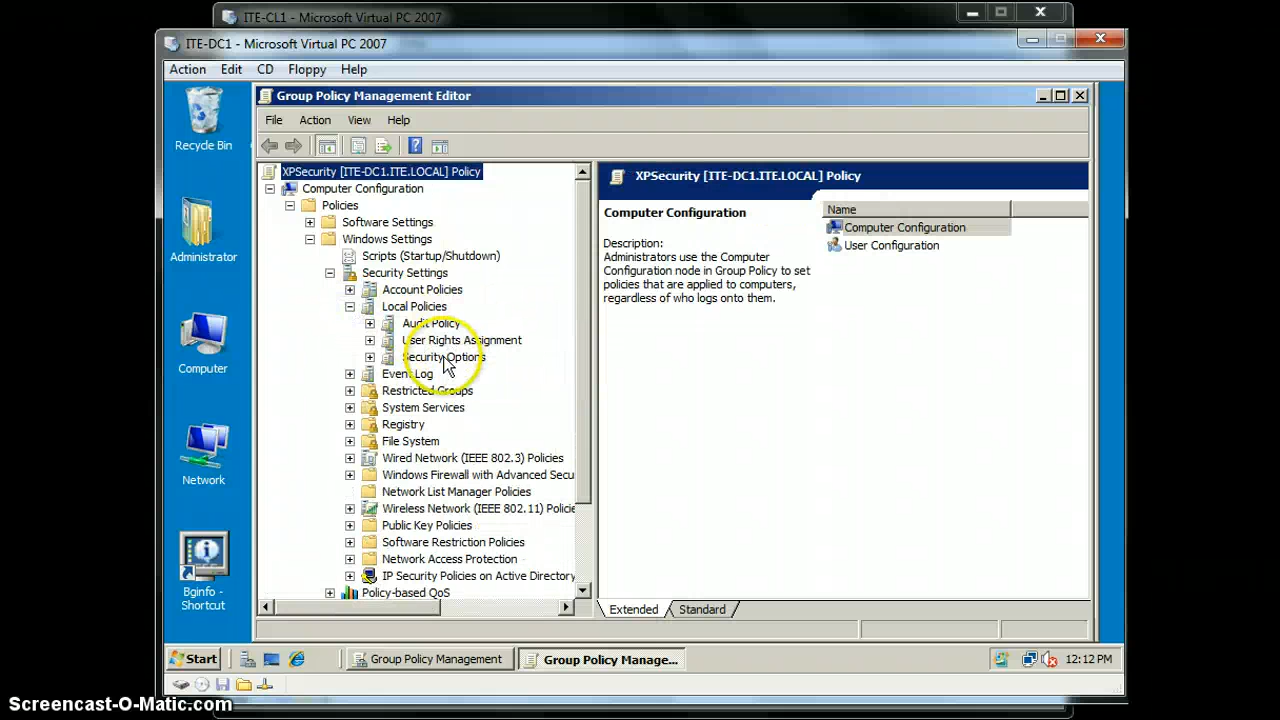 ITE-CL1 - Microsoft Virtual PC 2007
ITE-DC1 - Microsoft Virtual PC 2007
Action Edit CD Floppy Help
Recycle Bin
Administrator
Computer
Network
Bginfo - Shortcut
Group Policy Management Editor
File Action View Help
XPSecurity [ITE-DC1.ITE.LOCAL] Policy
Computer Configuration
Policies
Software Settings
Windows Settings
Scripts (Startup/Shutdown)
Security Settings
Account Policies
Local Policies
Audit Policy
User Rights Assignment
Security Options
Event Log
Restricted Groups
System Services
Registry
File System
Wired Network (IEEE 802.3) Policies
Windows Firewall with Advanced Secu
Network List Manager Policies
Wireless Network (IEEE 802.11) Policie
Public Key Policies
Software Restriction Policies
Network Access Protection
IP Security Policies on Active Directory
Policy-based QoS
XPSecurity [ITE-DC1.ITE.LOCAL] Policy
Computer Configuration
Description:
Administrators use the Computer
Configuration node in Group Policy to set
policies that are applied to computers,
regardless of who logs onto them.
Name
Computer Configuration
User Configuration
Extended Standard
Start Group Policy Management Group Policy Manage... 12:12 PM
Screencast-O-Matic.com